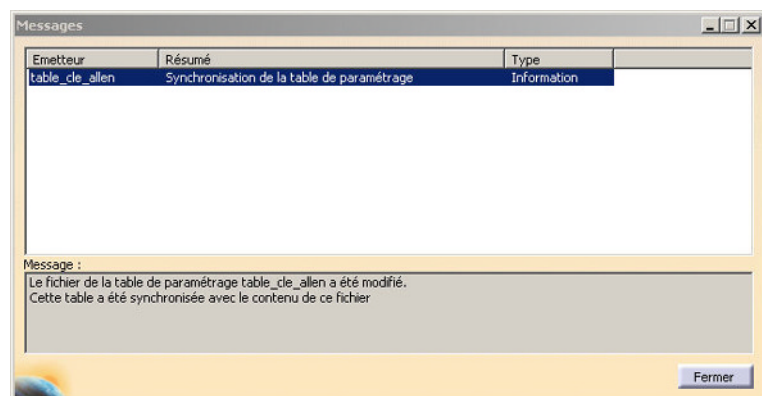 Messages
Emetteur Résumé Type
table_cle_allen Synchronisation de la table de paramétrage Information
Message :
Le fichier de la table de paramétrage table_cle_allen a été modifié.
Cette table a été synchronisée avec le contenu de ce fichier
Fermer